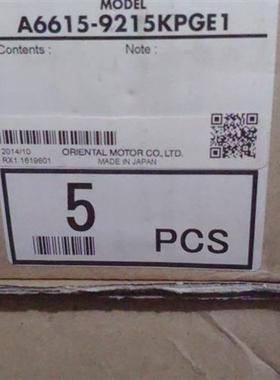 MODEL
A6615-9215KPGE1
Contents :
Note :
2014/10
RX1 1619601
ORIENTAL MOTOR CO.,LTD.
MADE IN JAPAN
5
PCS